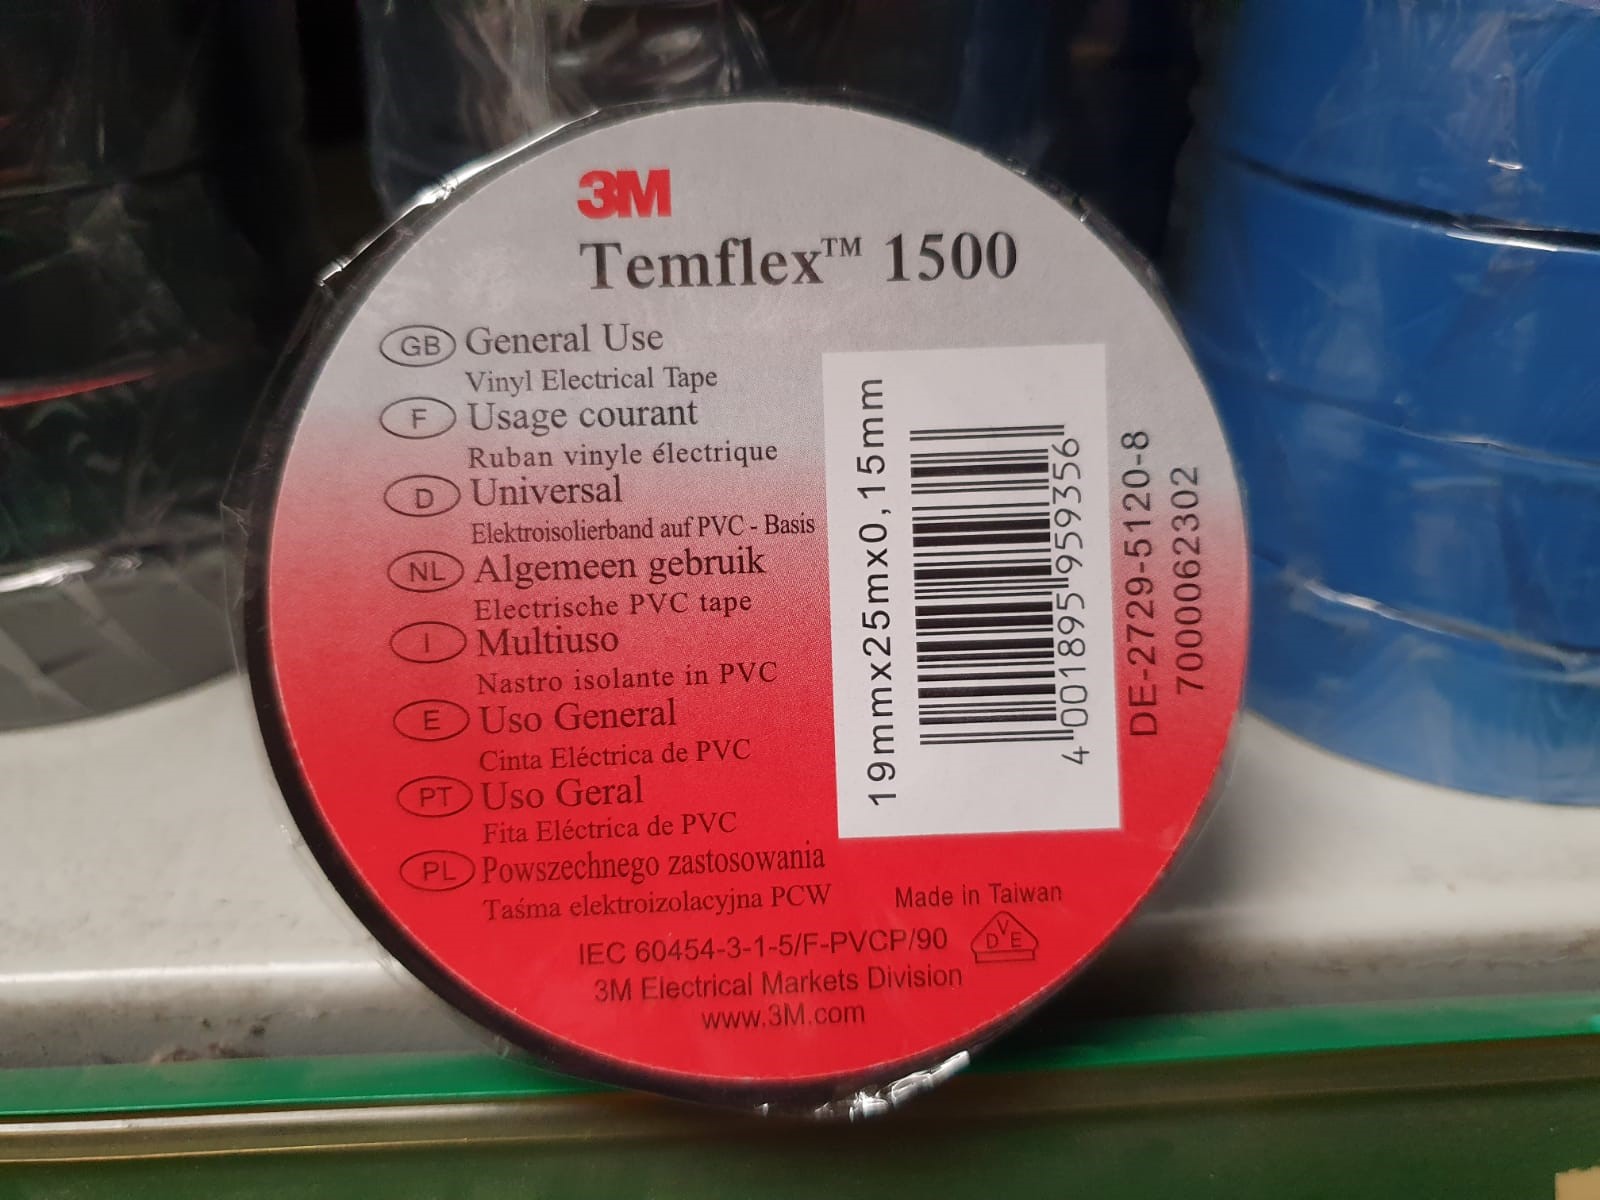 3M
Temflex™ 1500
GB General Use
Vinyl Electrical Tape
F Usage courant
Ruban vinyle électrique
D Universal
Elektroisolierband auf PVC - Basis
NL Algemeen gebruik
Electrische PVC tape
I Multiuso
Nastro isolante in PVC
E Uso General
Cinta Eléctrica de PVC
PT Uso Geral
Fita Eléctrica de PVC
PL Powszechnego zastosowania
Taśma elektroizolacyjna PCW
19mmx25mx0,15mm
4 001895 959356
DE-2729-5120-8
7000062302
Made in Taiwan
IEC 60454-3-1-5/F-PVCP/90
DVE
3M Electrical Markets Division
www.3M.com